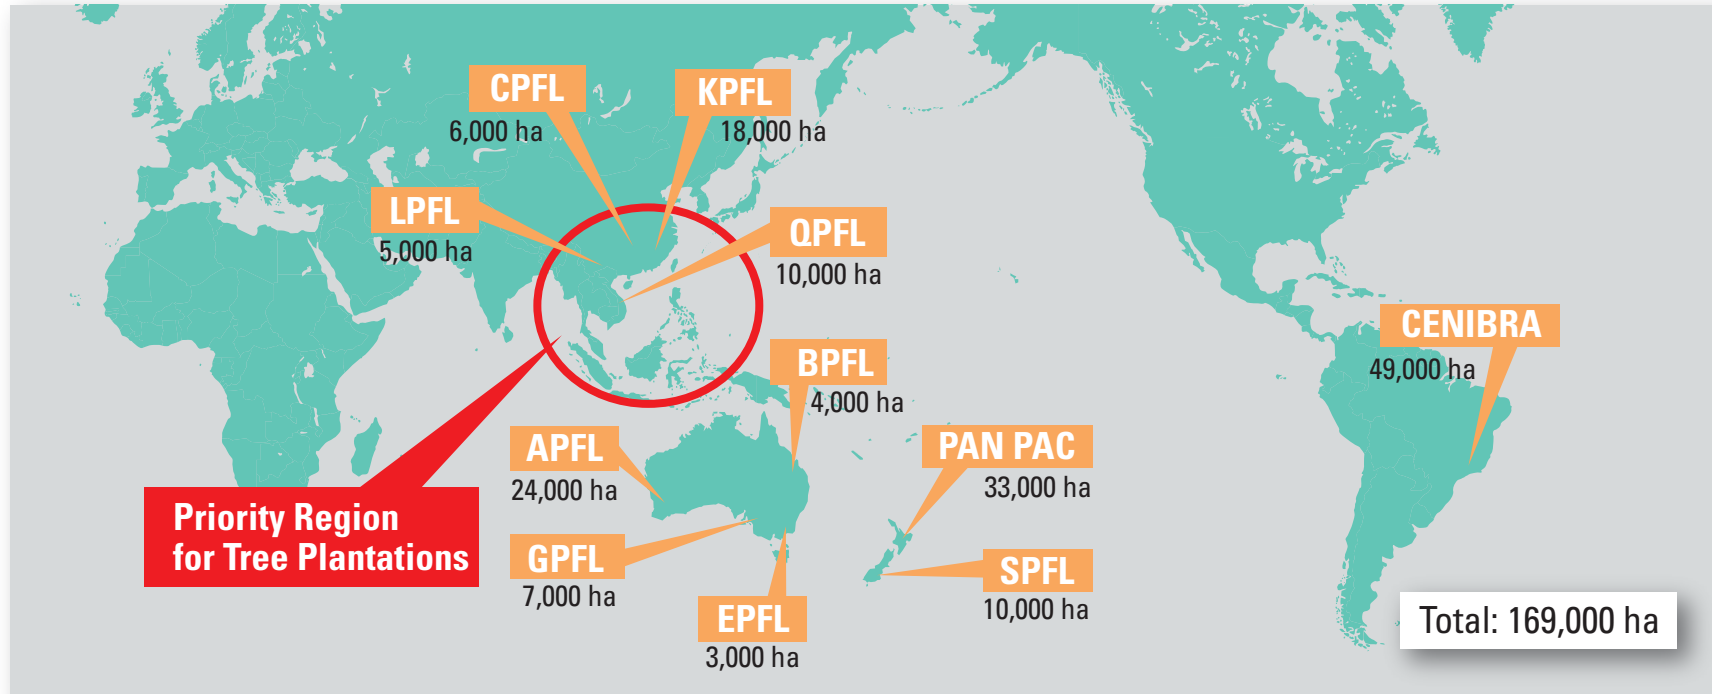 CPFL
6,000 ha
KPFL
18,000 ha
LPFL
5,000 ha
QPFL
10,000 ha
CENIBRA
49,000 ha
BPFL
4,000 ha
APFL
24,000 ha
PAN PAC
33,000 ha
Priority Region
for Tree Plantations
GPFL
7,000 ha
SPFL
10,000 ha
EPFL
3,000 ha
Total: 169,000 ha